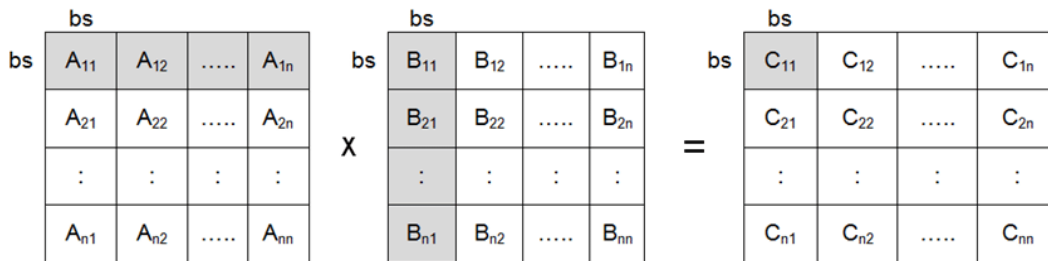 bs bs bs
bs A11 A12 ..... A1n bs B11 B12 ..... B1n bs C11 C12 ..... C1n
A21 A22 ..... A2n B21 B22 ..... B2n C21 C22 ..... C2n
X =
: : : : : : : : : : : :
An1 An2 ..... Ann Bn1 Bn2 ..... Bnn Cn1 Cn2 ..... Cnn